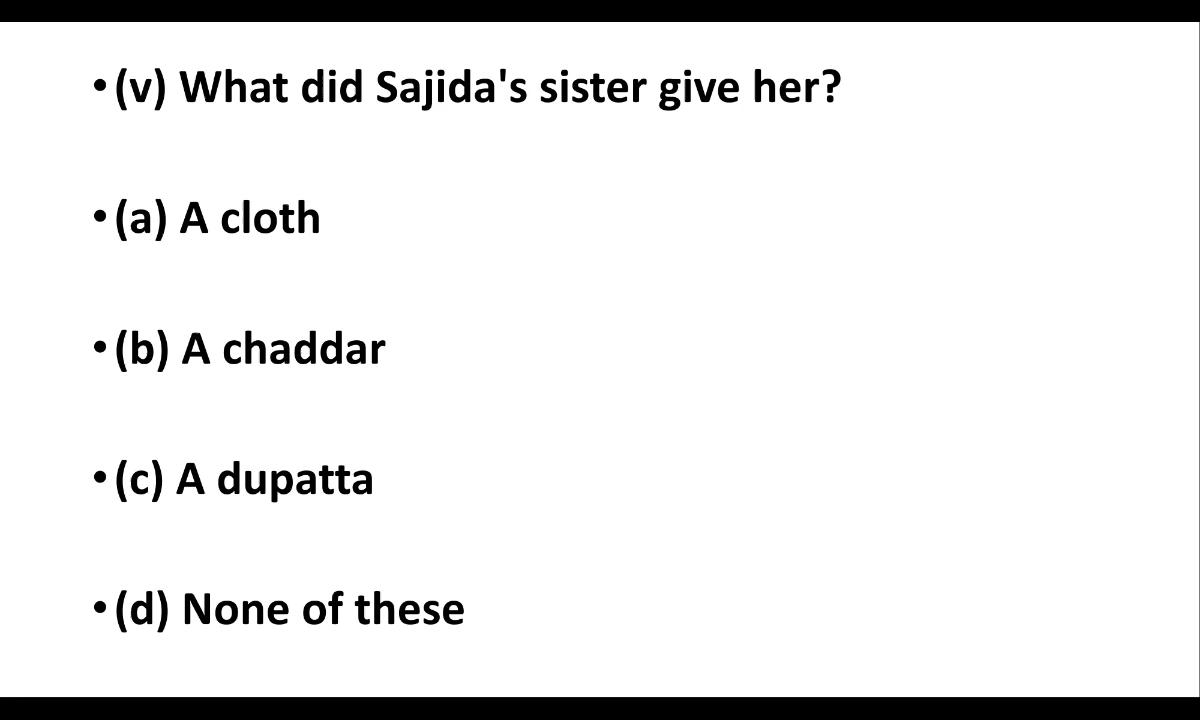 •(v) What did Sajida's sister give her?
•(a) A cloth
•(b) A chaddar
•(c) A dupatta
•(d) None of these